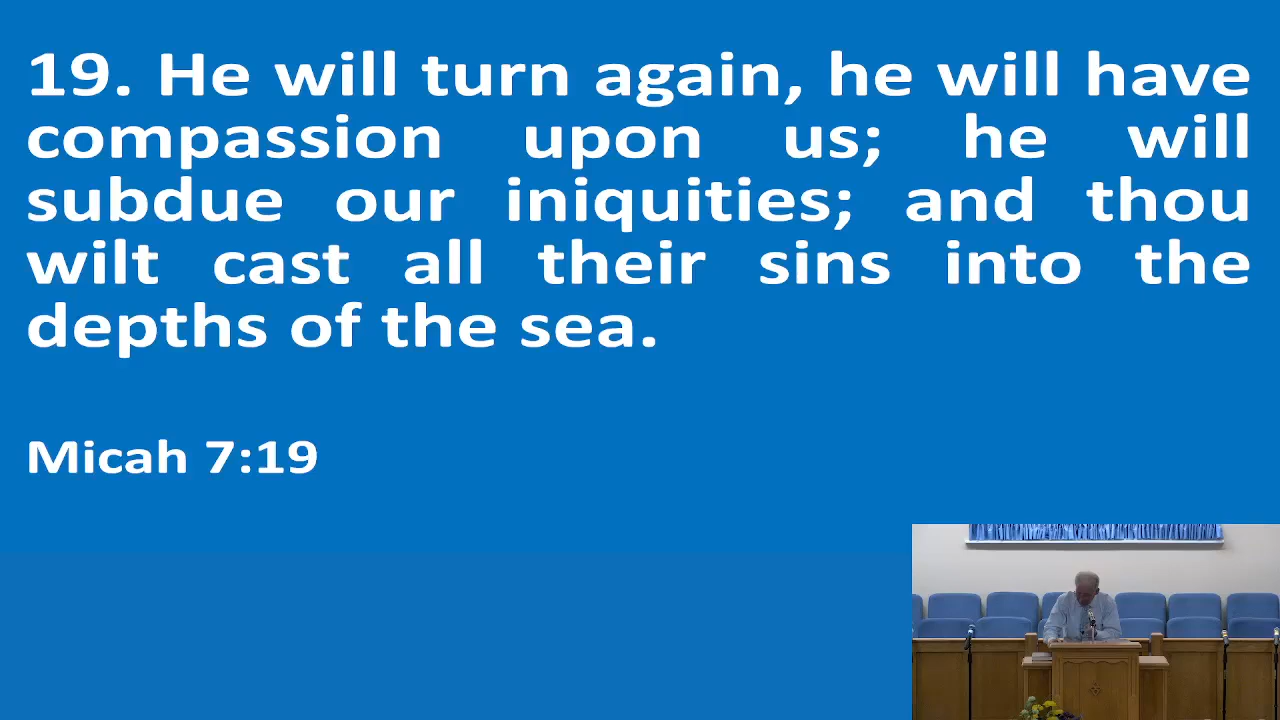 19. He will turn again, he will have
compassion upon us; he will
subdue our iniquities; and thou
wilt cast all their sins into the
depths of the sea.
Micah 7:19